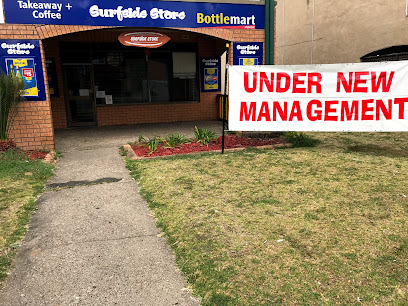 Takeaway +
Coffee
Surfside Store
Bottlemart
Surfside Store
Surfside Store
UNDER NEW
MANAGEMENT